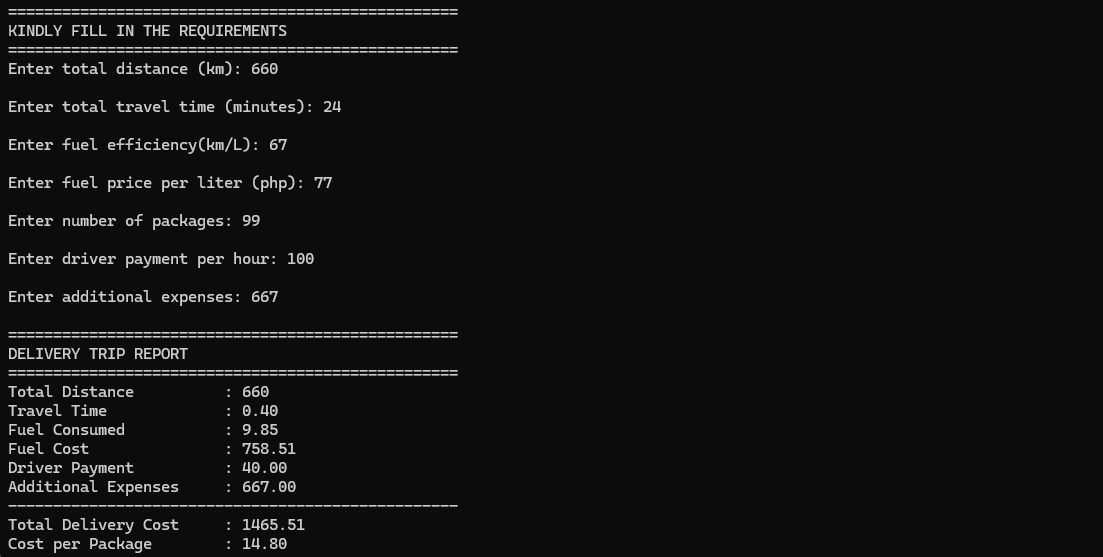 ==================================================
KINDLY FILL IN THE REQUIREMENTS
==================================================
Enter total distance (km): 660
Enter total travel time (minutes): 24
Enter fuel efficiency(km/L): 67
Enter fuel price per liter (php): 77
Enter number of packages: 99
Enter driver payment per hour: 100
Enter additional expenses: 667
==================================================
DELIVERY TRIP REPORT
==================================================
Total Distance          : 660
Travel Time             : 0.40
Fuel Consumed           : 9.85
Fuel Cost               : 758.51
Driver Payment          : 40.00
Additional Expenses     : 667.00
--------------------------------------------------
Total Delivery Cost     : 1465.51
Cost per Package        : 14.80